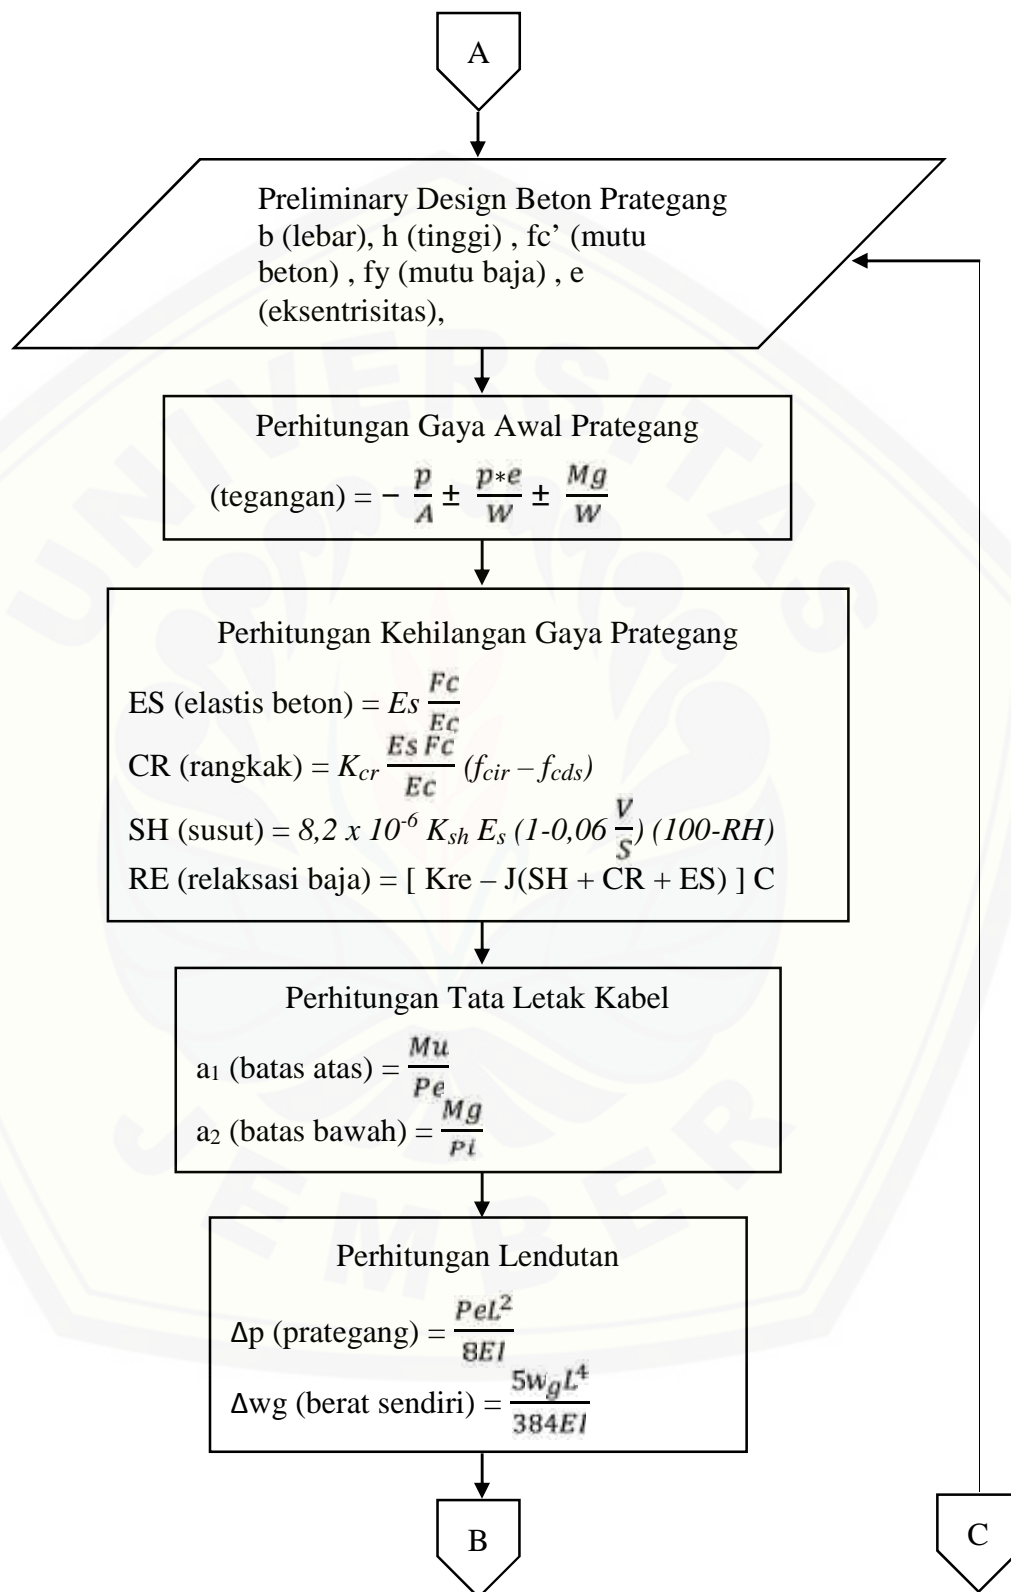 A
Preliminary Design Beton Prategang
b (lebar), h (tinggi) , fc’ (mutu
beton) , fy (mutu baja) , e
(eksentrisitas),
Perhitungan Gaya Awal Prategang
(tegangan) = − p/A ± p*e/W ± Mg/W
Perhitungan Kehilangan Gaya Prategang
ES (elastis beton) = Es Fc/Ec
CR (rangkak) = Kcr Es Fc/Ec (fcir – fcds)
SH (susut) = 8,2 x 10⁻⁶ Ksh Es (1-0,06 V/S) (100-RH)
RE (relaksasi baja) = [ Kre – J(SH + CR + ES) ] C
Perhitungan Tata Letak Kabel
a₁ (batas atas) = Mu/Pe
a₂ (batas bawah) = Mg/Pi
Perhitungan Lendutan
Δp (prategang) = PeL²/8EI
Δwg (berat sendiri) = 5wgL⁴/384EI
B
C
UNIVERSITAS
JEMBER